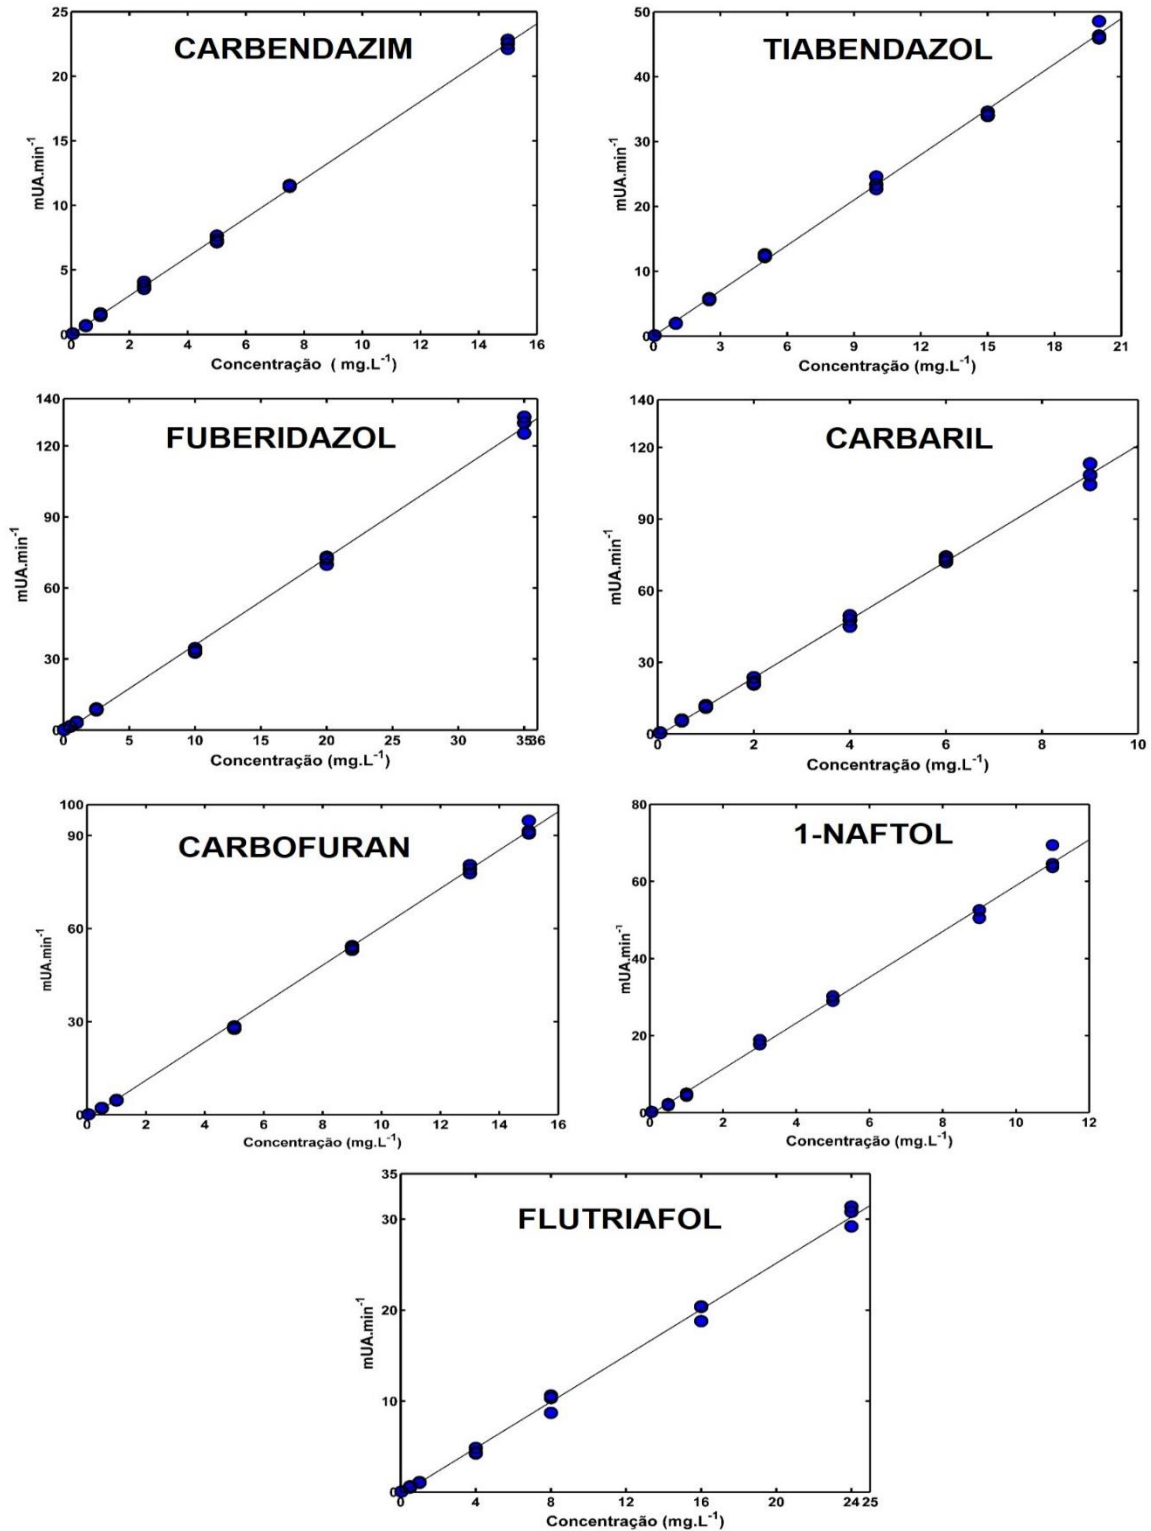 CARBENDAZIM
25
20
15
10
5
0
mUA.min-1
0 2 4 6 8 10 12 14 16
Concentração ( mg.L-1)
TIABENDAZOL
50
40
30
20
10
0
mUA.min-1
0 3 6 9 12 15 18 21
Concentração (mg.L-1)
FUBERIDAZOL
140
120
90
60
30
0
mUA.min-1
0 5 10 15 20 25 30 35 36
Concentração (mg.L-1)
CARBARIL
140
120
90
60
30
0
mUA.min-1
0 2 4 6 8 10
Concentração (mg.L-1)
CARBOFURAN
100
90
60
30
0
mUA.min-1
0 2 4 6 8 10 12 14 16
Concentração (mg.L-1)
1-NAFTOL
80
60
40
20
0
mUA.min-1
0 2 4 6 8 10 12
Concentração (mg.L-1)
FLUTRIAFOL
35
30
20
10
0
mUA.min-1
0 4 8 12 16 20 24 25
Concentração (mg.L-1)